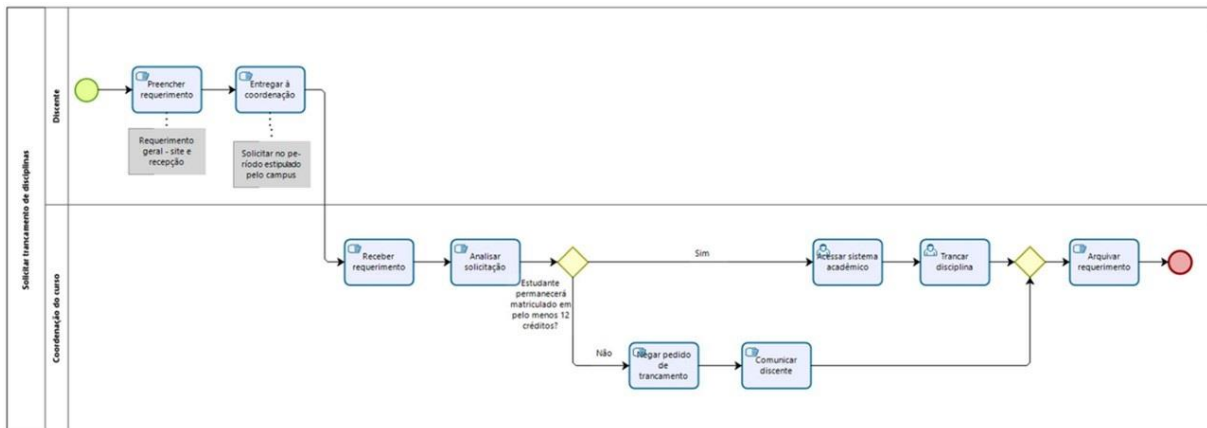 Solicitar trancamento de disciplinas
Discente
Preencher
requerimento
Entregar à
coordenação
Requerimento
geral - site e
recepção
Solicitar no pe-
ríodo estipulado
pelo campus
Coordenação do curso
Receber
requerimento
Analisar
solicitação
Estudante
permanecerá
matriculado em
pelo menos 12
créditos?
Sim
Acessar sistema
acadêmico
Trancar
disciplina
Arquivar
requerimento
Não
Negar pedido
de
trancamento
Comunicar
discente